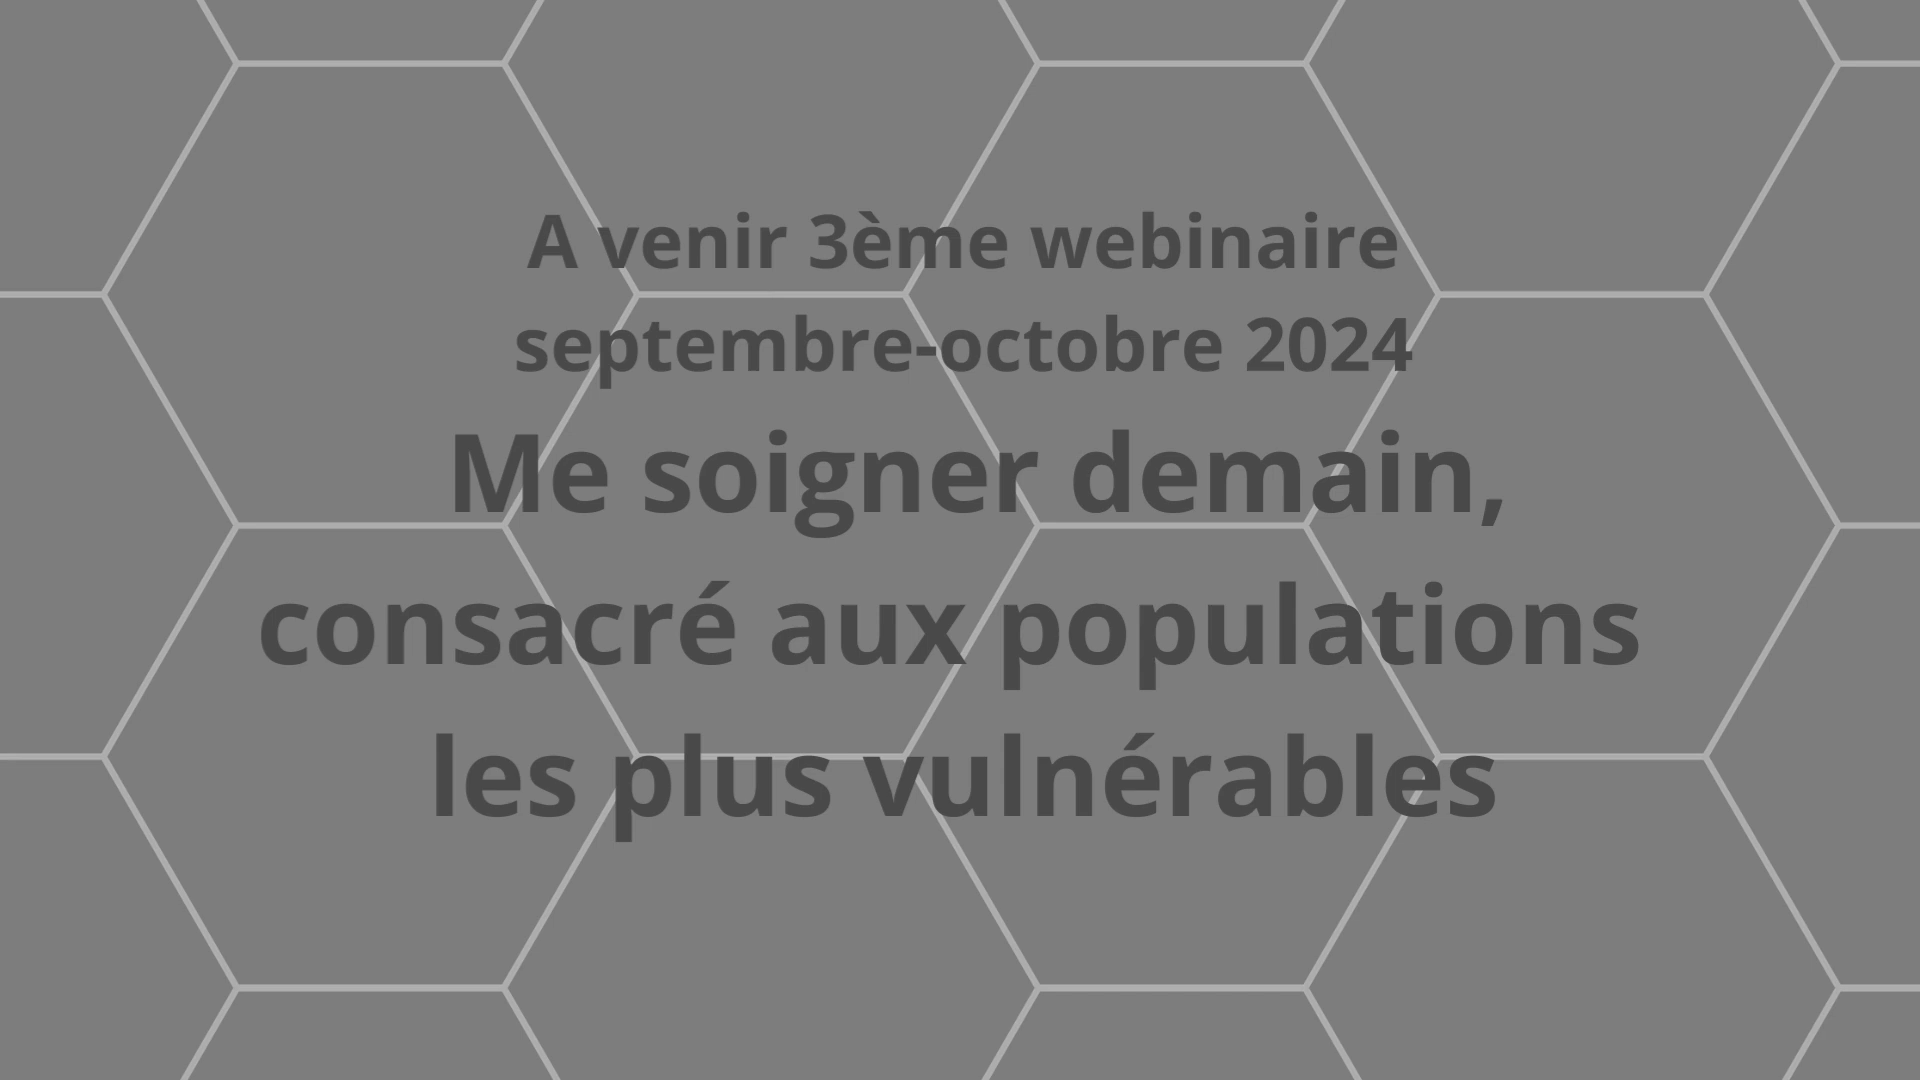 A venir 3ème webinaire
septembre-octobre 2024
Me soigner demain,
consacré aux populations
les plus vulnérables